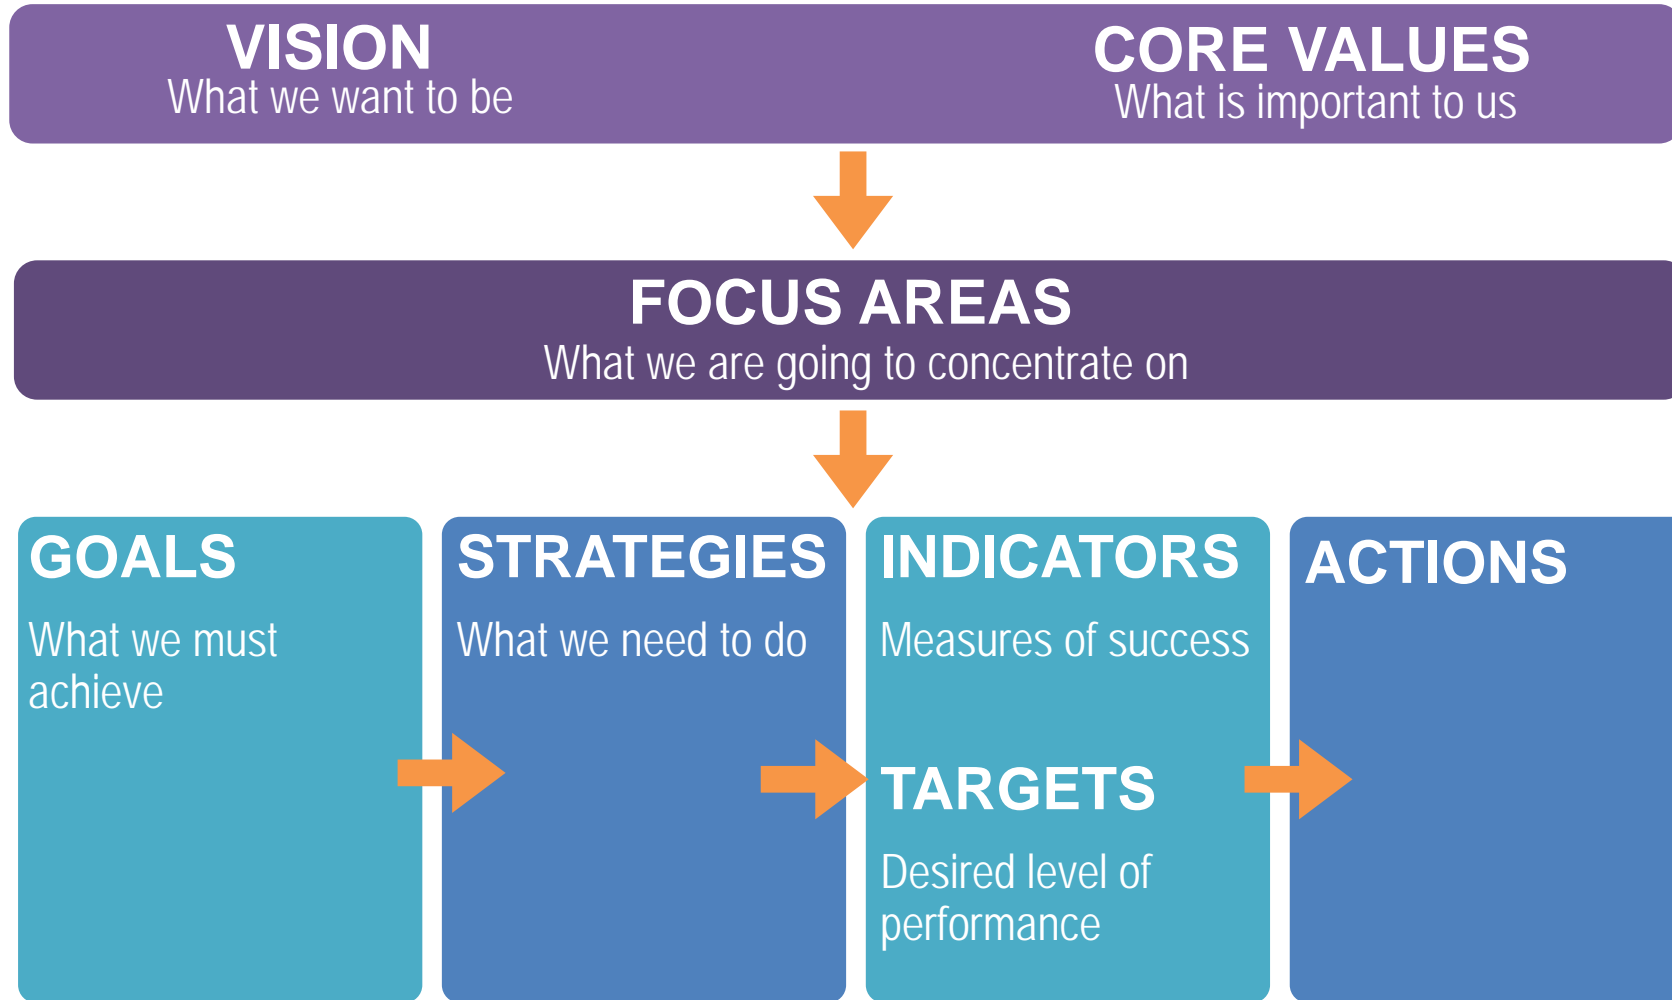 VISION
What we want to be
CORE VALUES
What is important to us
FOCUS AREAS
What we are going to concentrate on
GOALS
What we must
achieve
STRATEGIES
What we need to do
INDICATORS
Measures of success
TARGETS
Desired level of
performance
ACTIONS